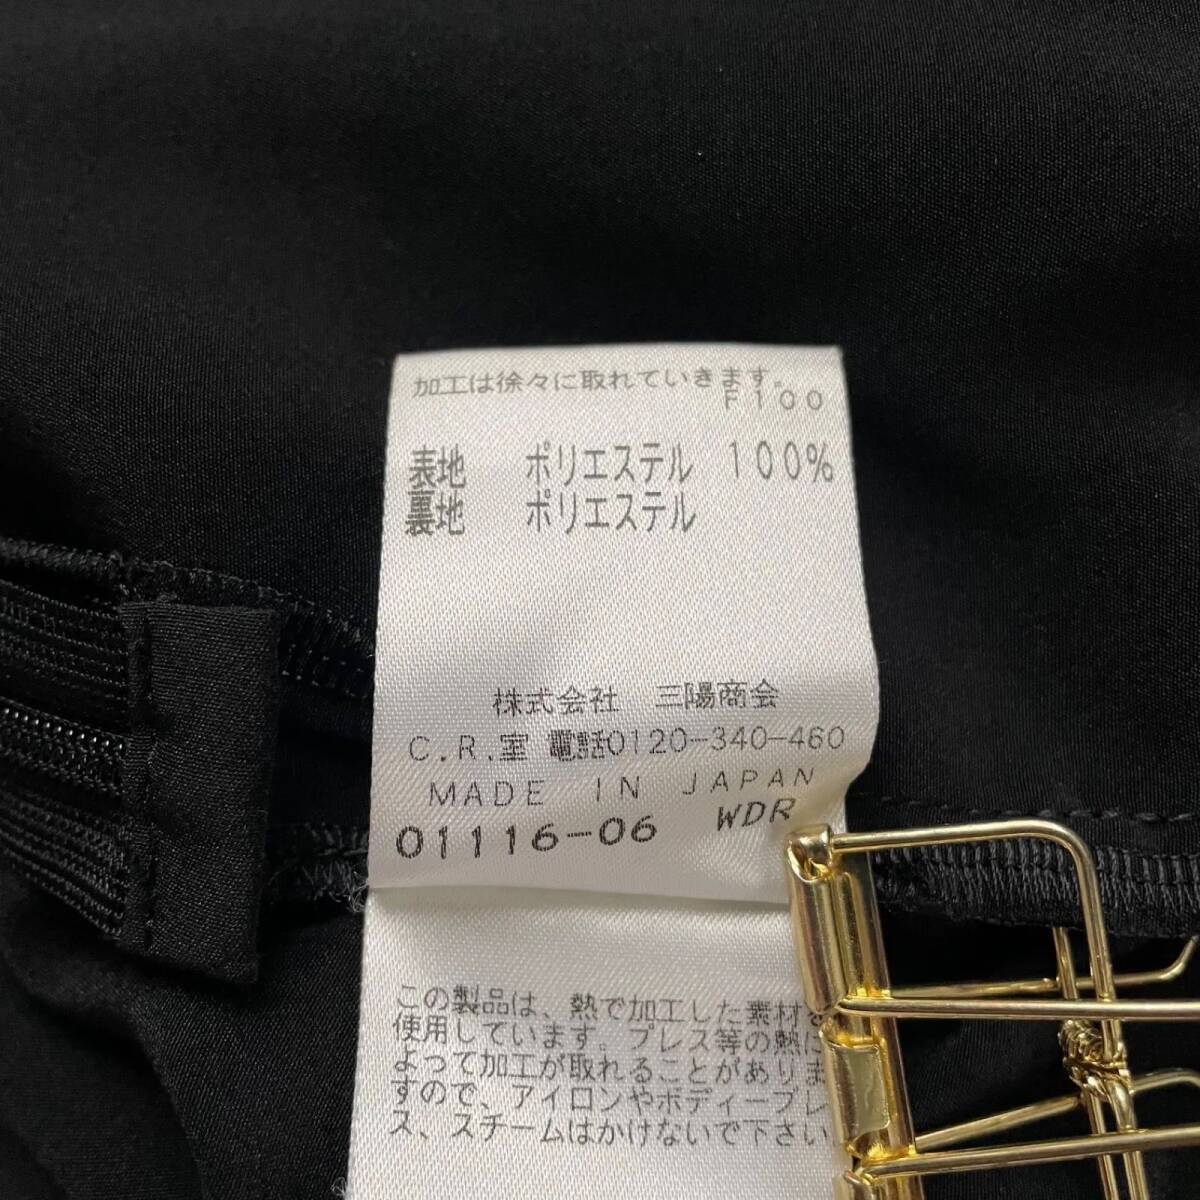 加工は徐々に取れていきます。
F100
表地 ポリエステル 100%
裏地 ポリエステル
株式会社 三陽商会
C.R.室 電話0120-340-460
MADE IN JAPAN
01116-06 WDR
この製品は、熱で加工した素材を
使用しています。プレス等の熱に
よって加工が取れることがありま
すので、アイロンやボディープレ
ス、スチームはかけないで下さい